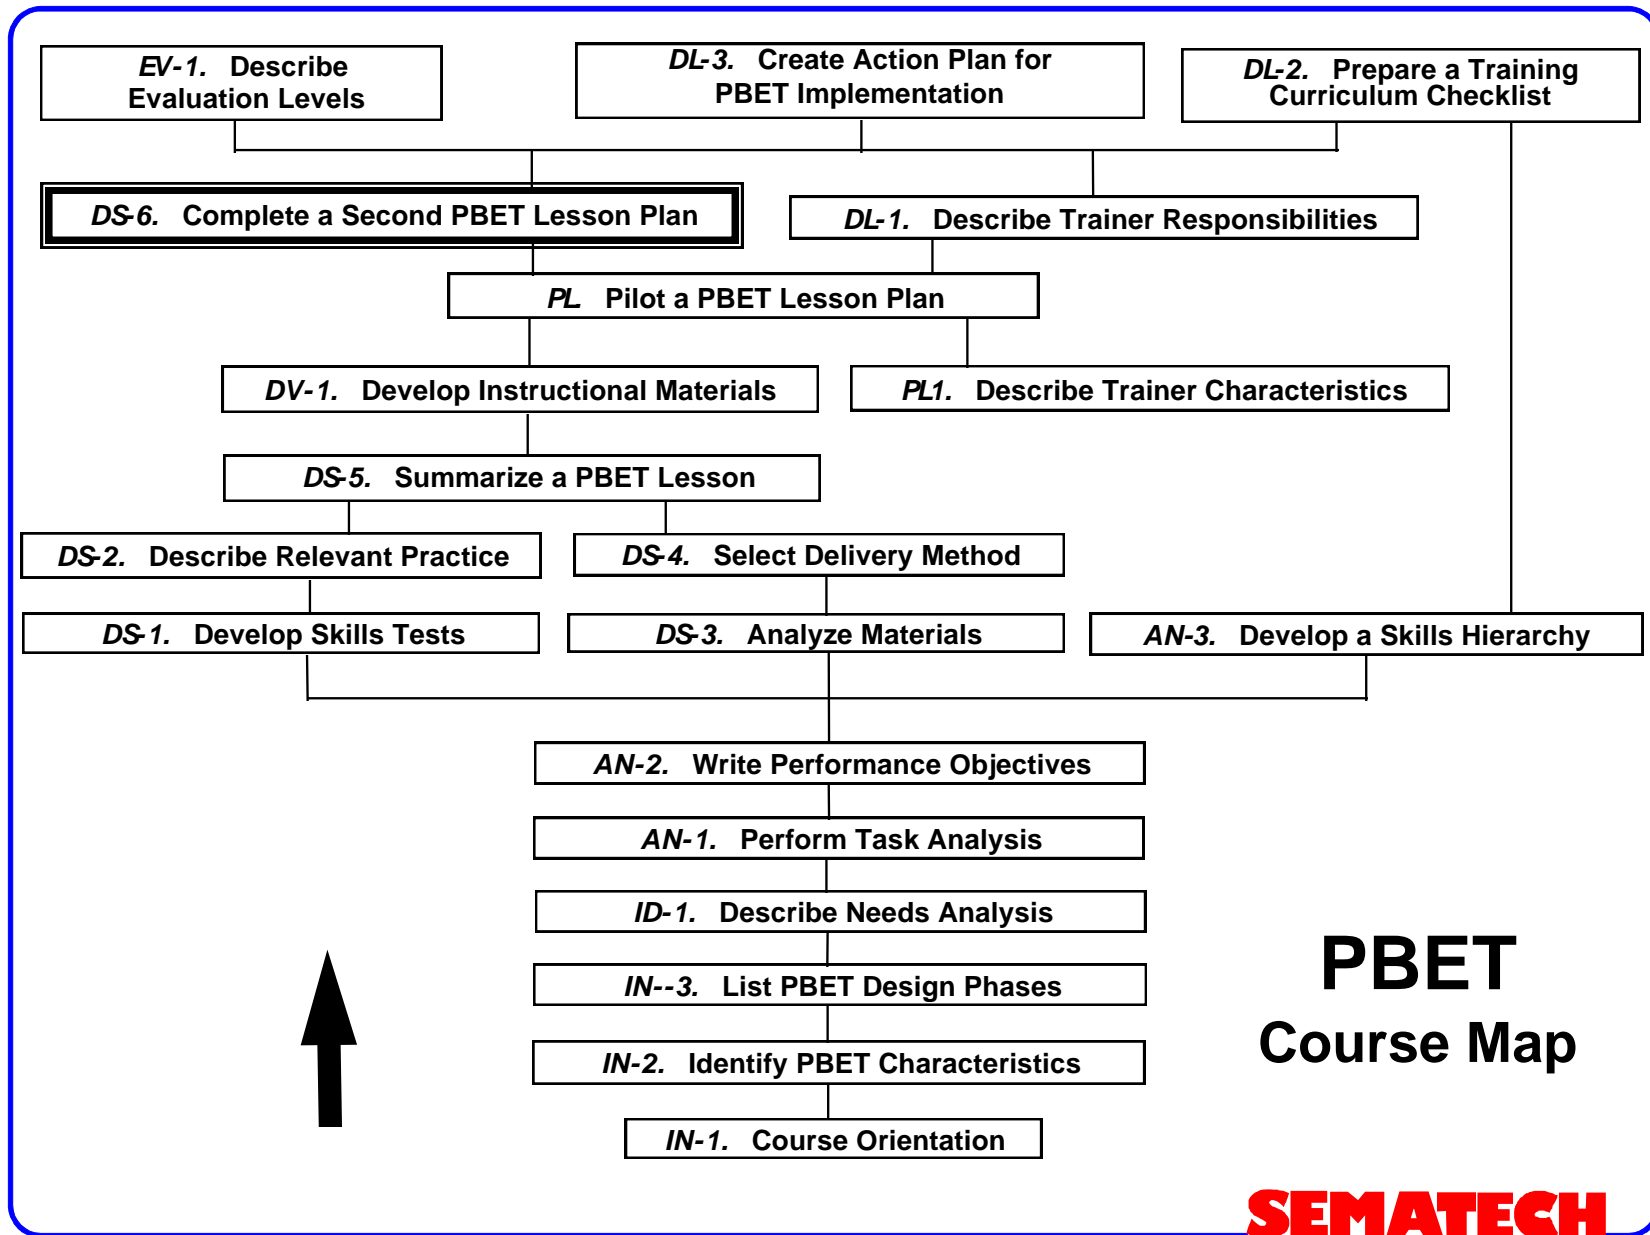 EV-1. Describe
Evaluation Levels
DL-3. Create Action Plan for
PBET Implementation
DL-2. Prepare a Training
Curriculum Checklist
DS-6. Complete a Second PBET Lesson Plan
DL-1. Describe Trainer Responsibilities
PL. Pilot a PBET Lesson Plan
DV-1. Develop Instructional Materials
PL1. Describe Trainer Characteristics
DS-5. Summarize a PBET Lesson
DS-2. Describe Relevant Practice
DS-4. Select Delivery Method
DS-1. Develop Skills Tests
DS-3. Analyze Materials
AN-3. Develop a Skills Hierarchy
AN-2. Write Performance Objectives
AN-1. Perform Task Analysis
ID-1. Describe Needs Analysis
IN--3. List PBET Design Phases
IN-2. Identify PBET Characteristics
IN-1. Course Orientation
PBET
Course Map
SEMATECH